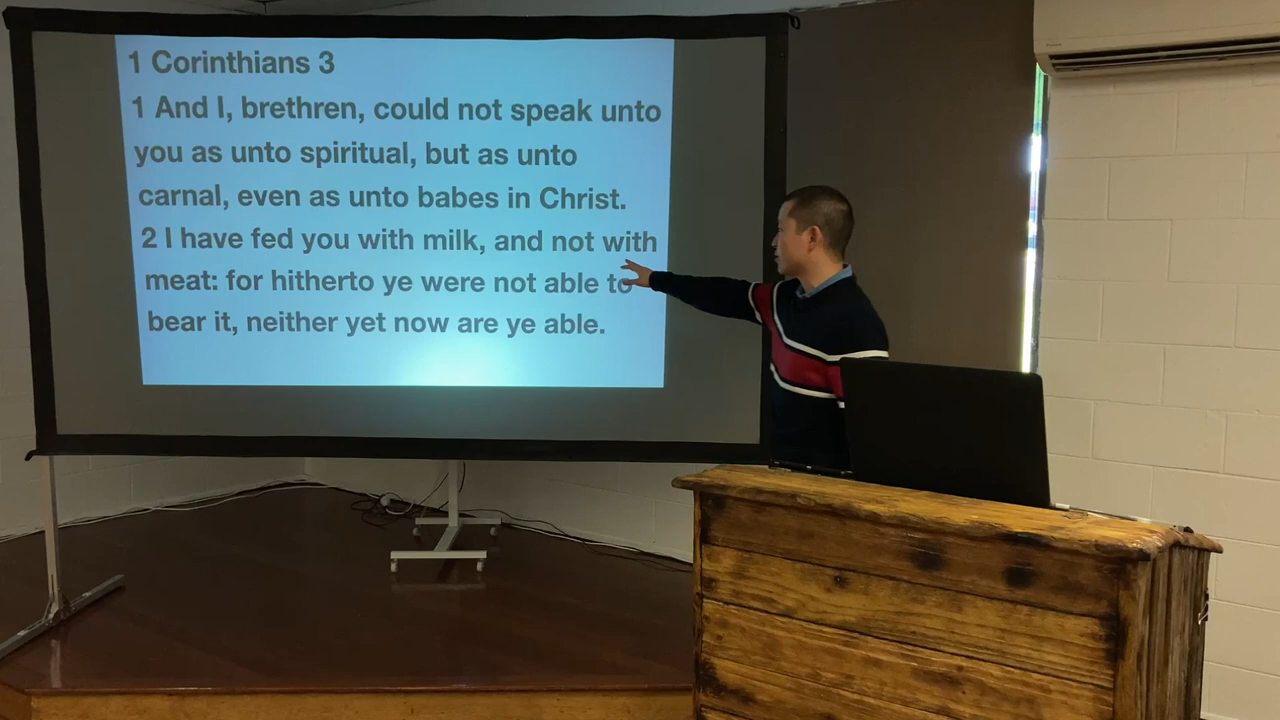 1 Corinthians 3
1 And I, brethren, could not speak unto
you as unto spiritual, but as unto
carnal, even as unto babes in Christ.
2 I have fed you with milk, and not with
meat: for hitherto ye were not able to
bear it, neither yet now are ye able.